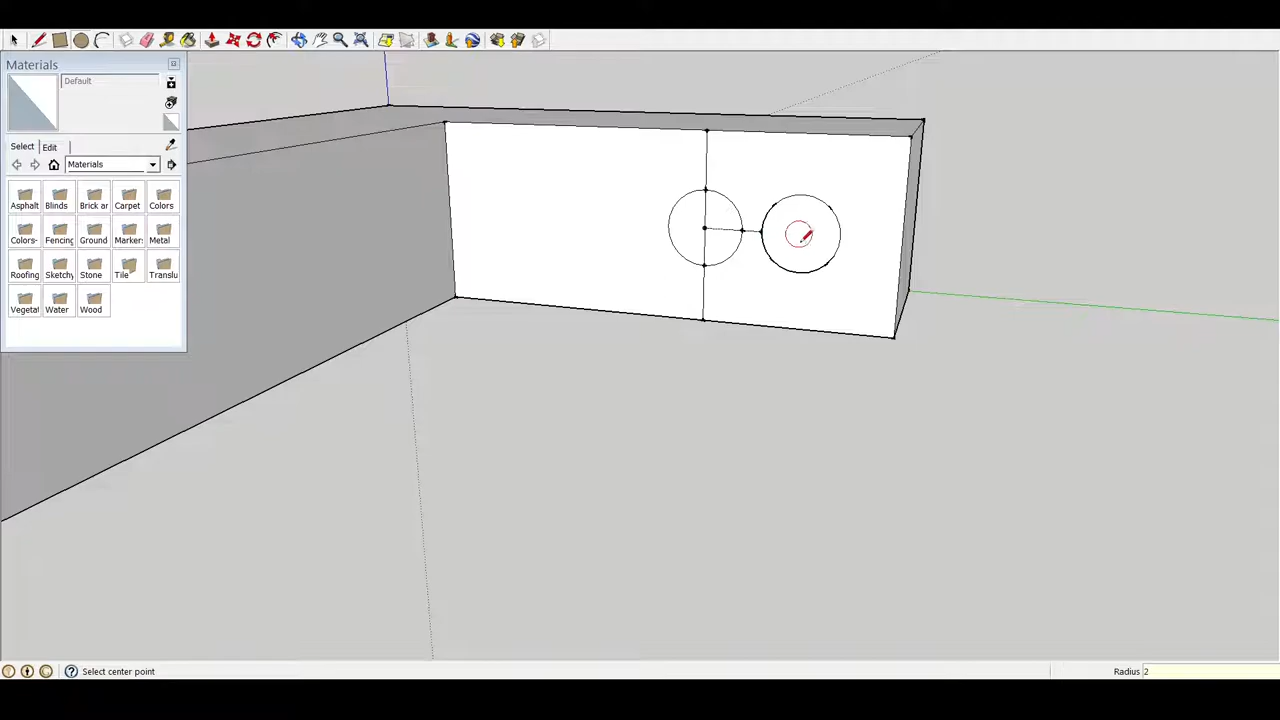 Materials
Default
Select Edit
Materials
Asphalt Blinds Brick ar Carpet Colors
Colors- Fencing Ground Marker: Metal
Roofing Sketchy Stone Tile Translu
Vegetat Water Wood
Select center point
Radius 2